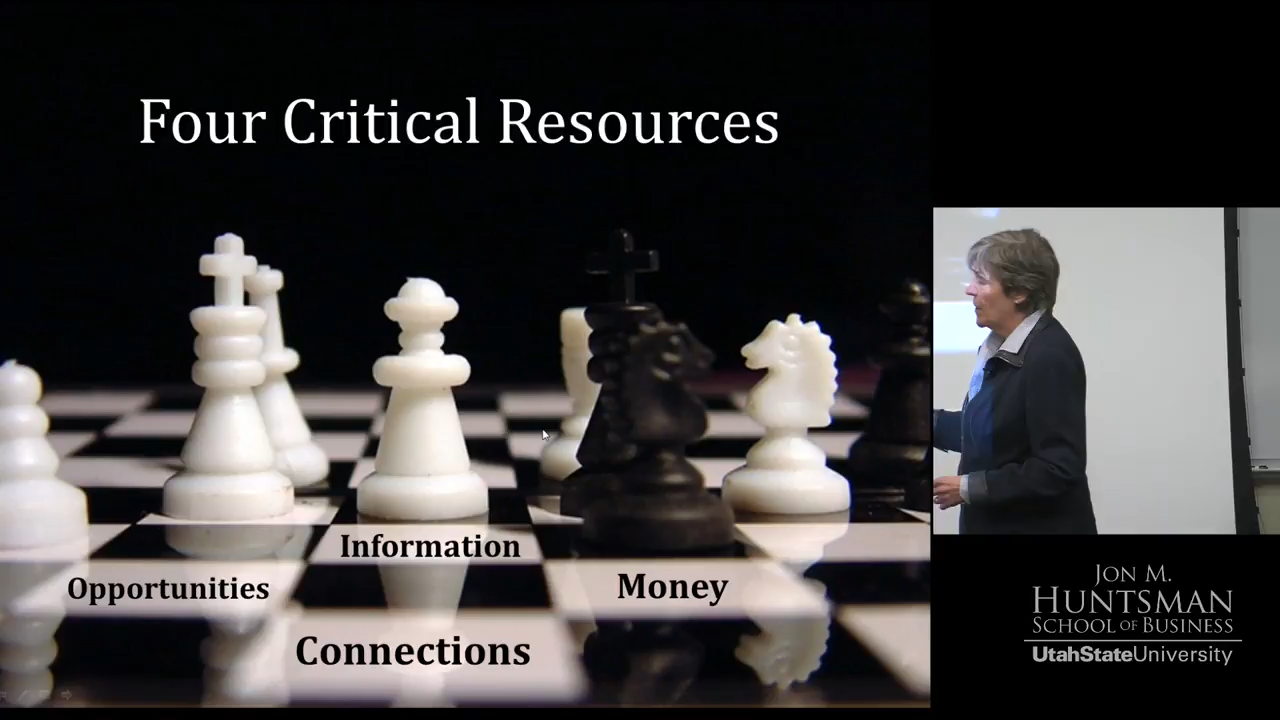 Four Critical Resources
Information
Opportunities
Money
Connections
JON M.
HUNTSMAN
SCHOOL OF BUSINESS
UtahStateUniversity